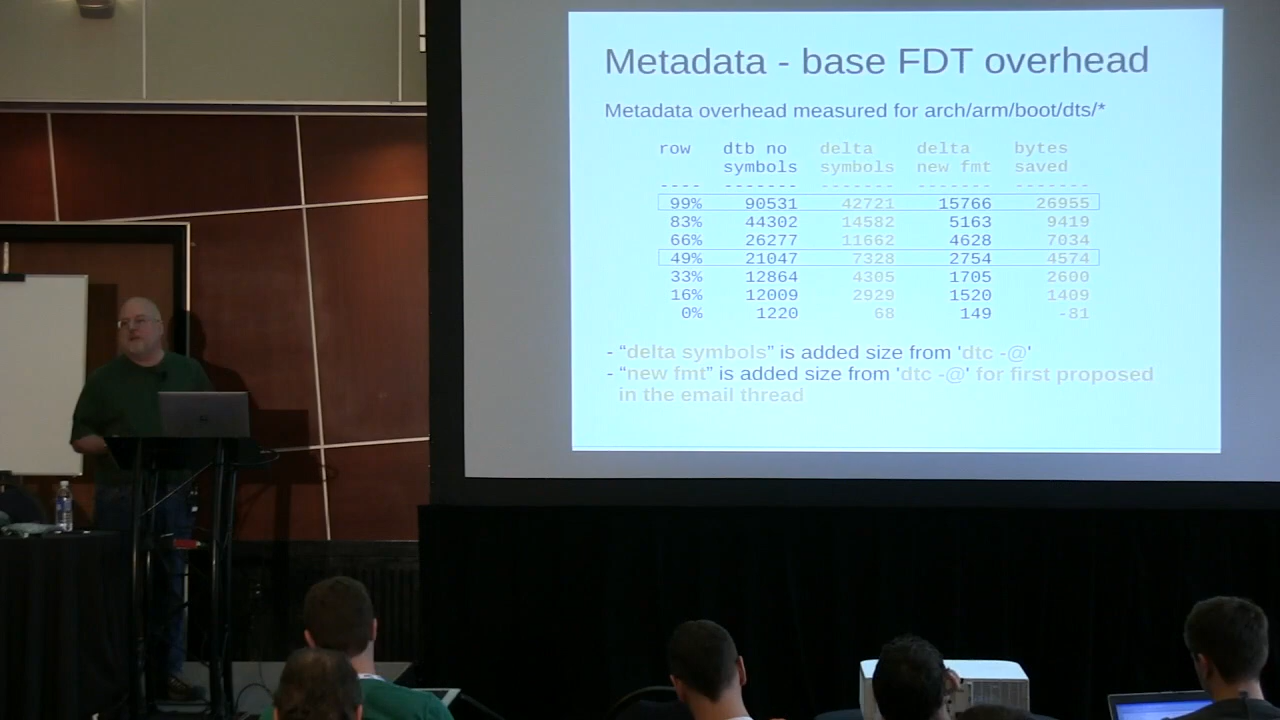 Metadata - base FDT overhead
Metadata overhead measured for arch/arm/boot/dts/*
row dtb no delta delta bytes
symbols symbols new fmt saved
---- ------- ------- ------- -------
99% 90531 42721 15766 26955
83% 44302 14582 5163 9419
66% 26277 11662 4628 7034
49% 21047 7328 2754 4574
33% 12864 4305 1705 2600
16% 12009 2929 1520 1409
0% 1220 68 149 -81
- “delta symbols” is added size from 'dtc -@'
- “new fmt” is added size from 'dtc -@' for first proposed
in the email thread